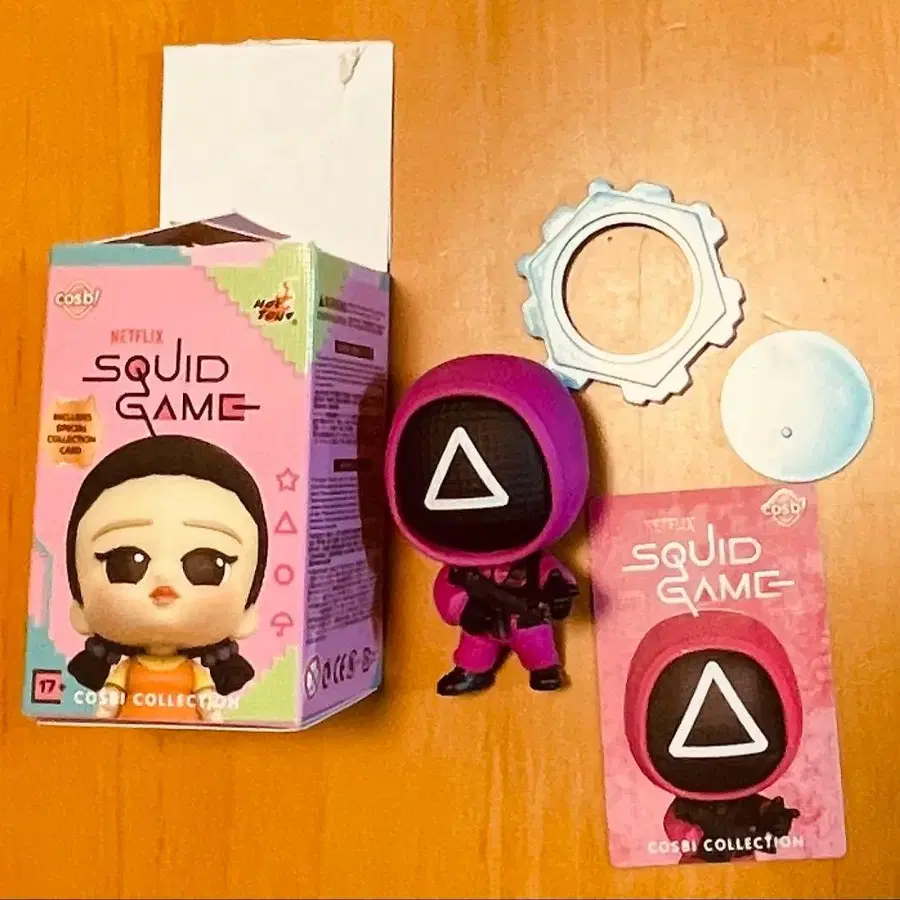 cosbi
HOT
TOYS
NETFLIX
SQUID
GAME
INCLUDES
SPECIAL
COLLECTION
CARD
17+
COSBI COLLECTION
CE
cosbi
NETFLIX
SQUID
GAME
COSBI COLLECTION